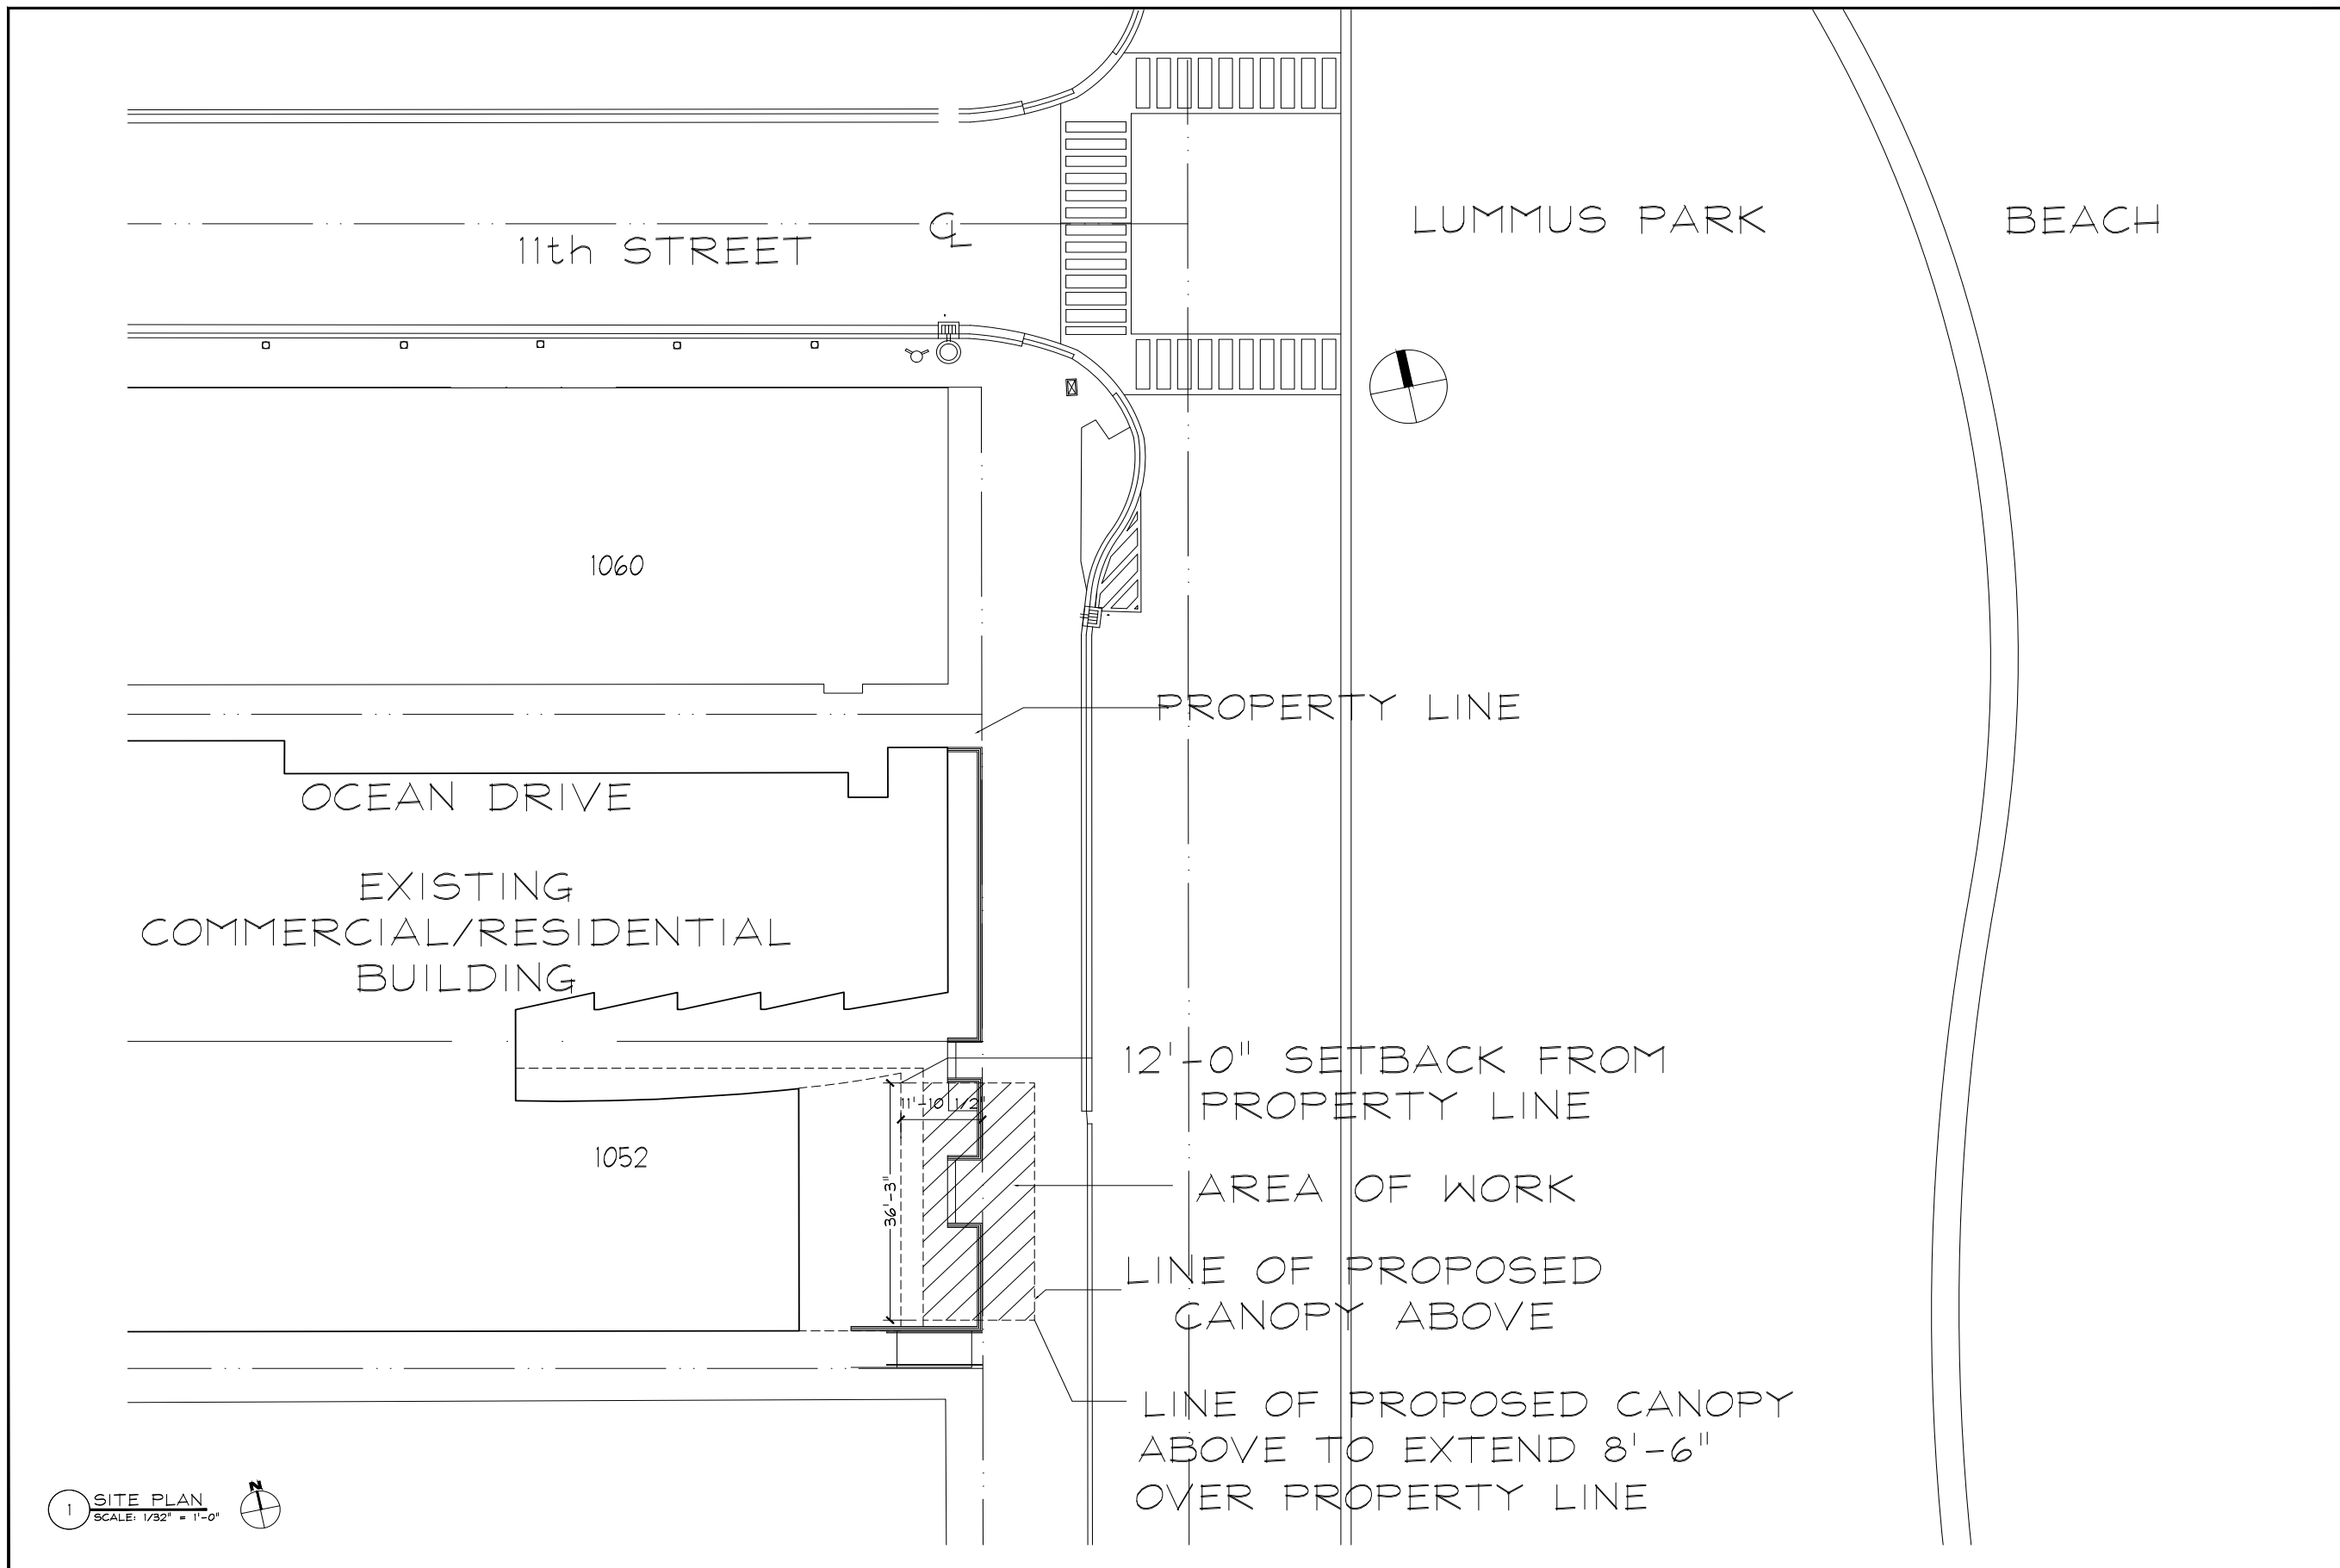 LUMMUS PARK
BEACH
11th STREET
℄
1060
PROPERTY LINE
OCEAN DRIVE
EXISTING
COMMERCIAL/RESIDENTIAL
BUILDING
12'-0" SETBACK FROM
PROPERTY LINE
11'-10 1/2"
1052
36'-3"
AREA OF WORK
LINE OF PROPOSED
CANOPY ABOVE
LINE OF PROPOSED CANOPY
ABOVE TO EXTEND 8'-6"
OVER PROPERTY LINE
N
1
SITE PLAN
SCALE: 1/32" = 1'-0"